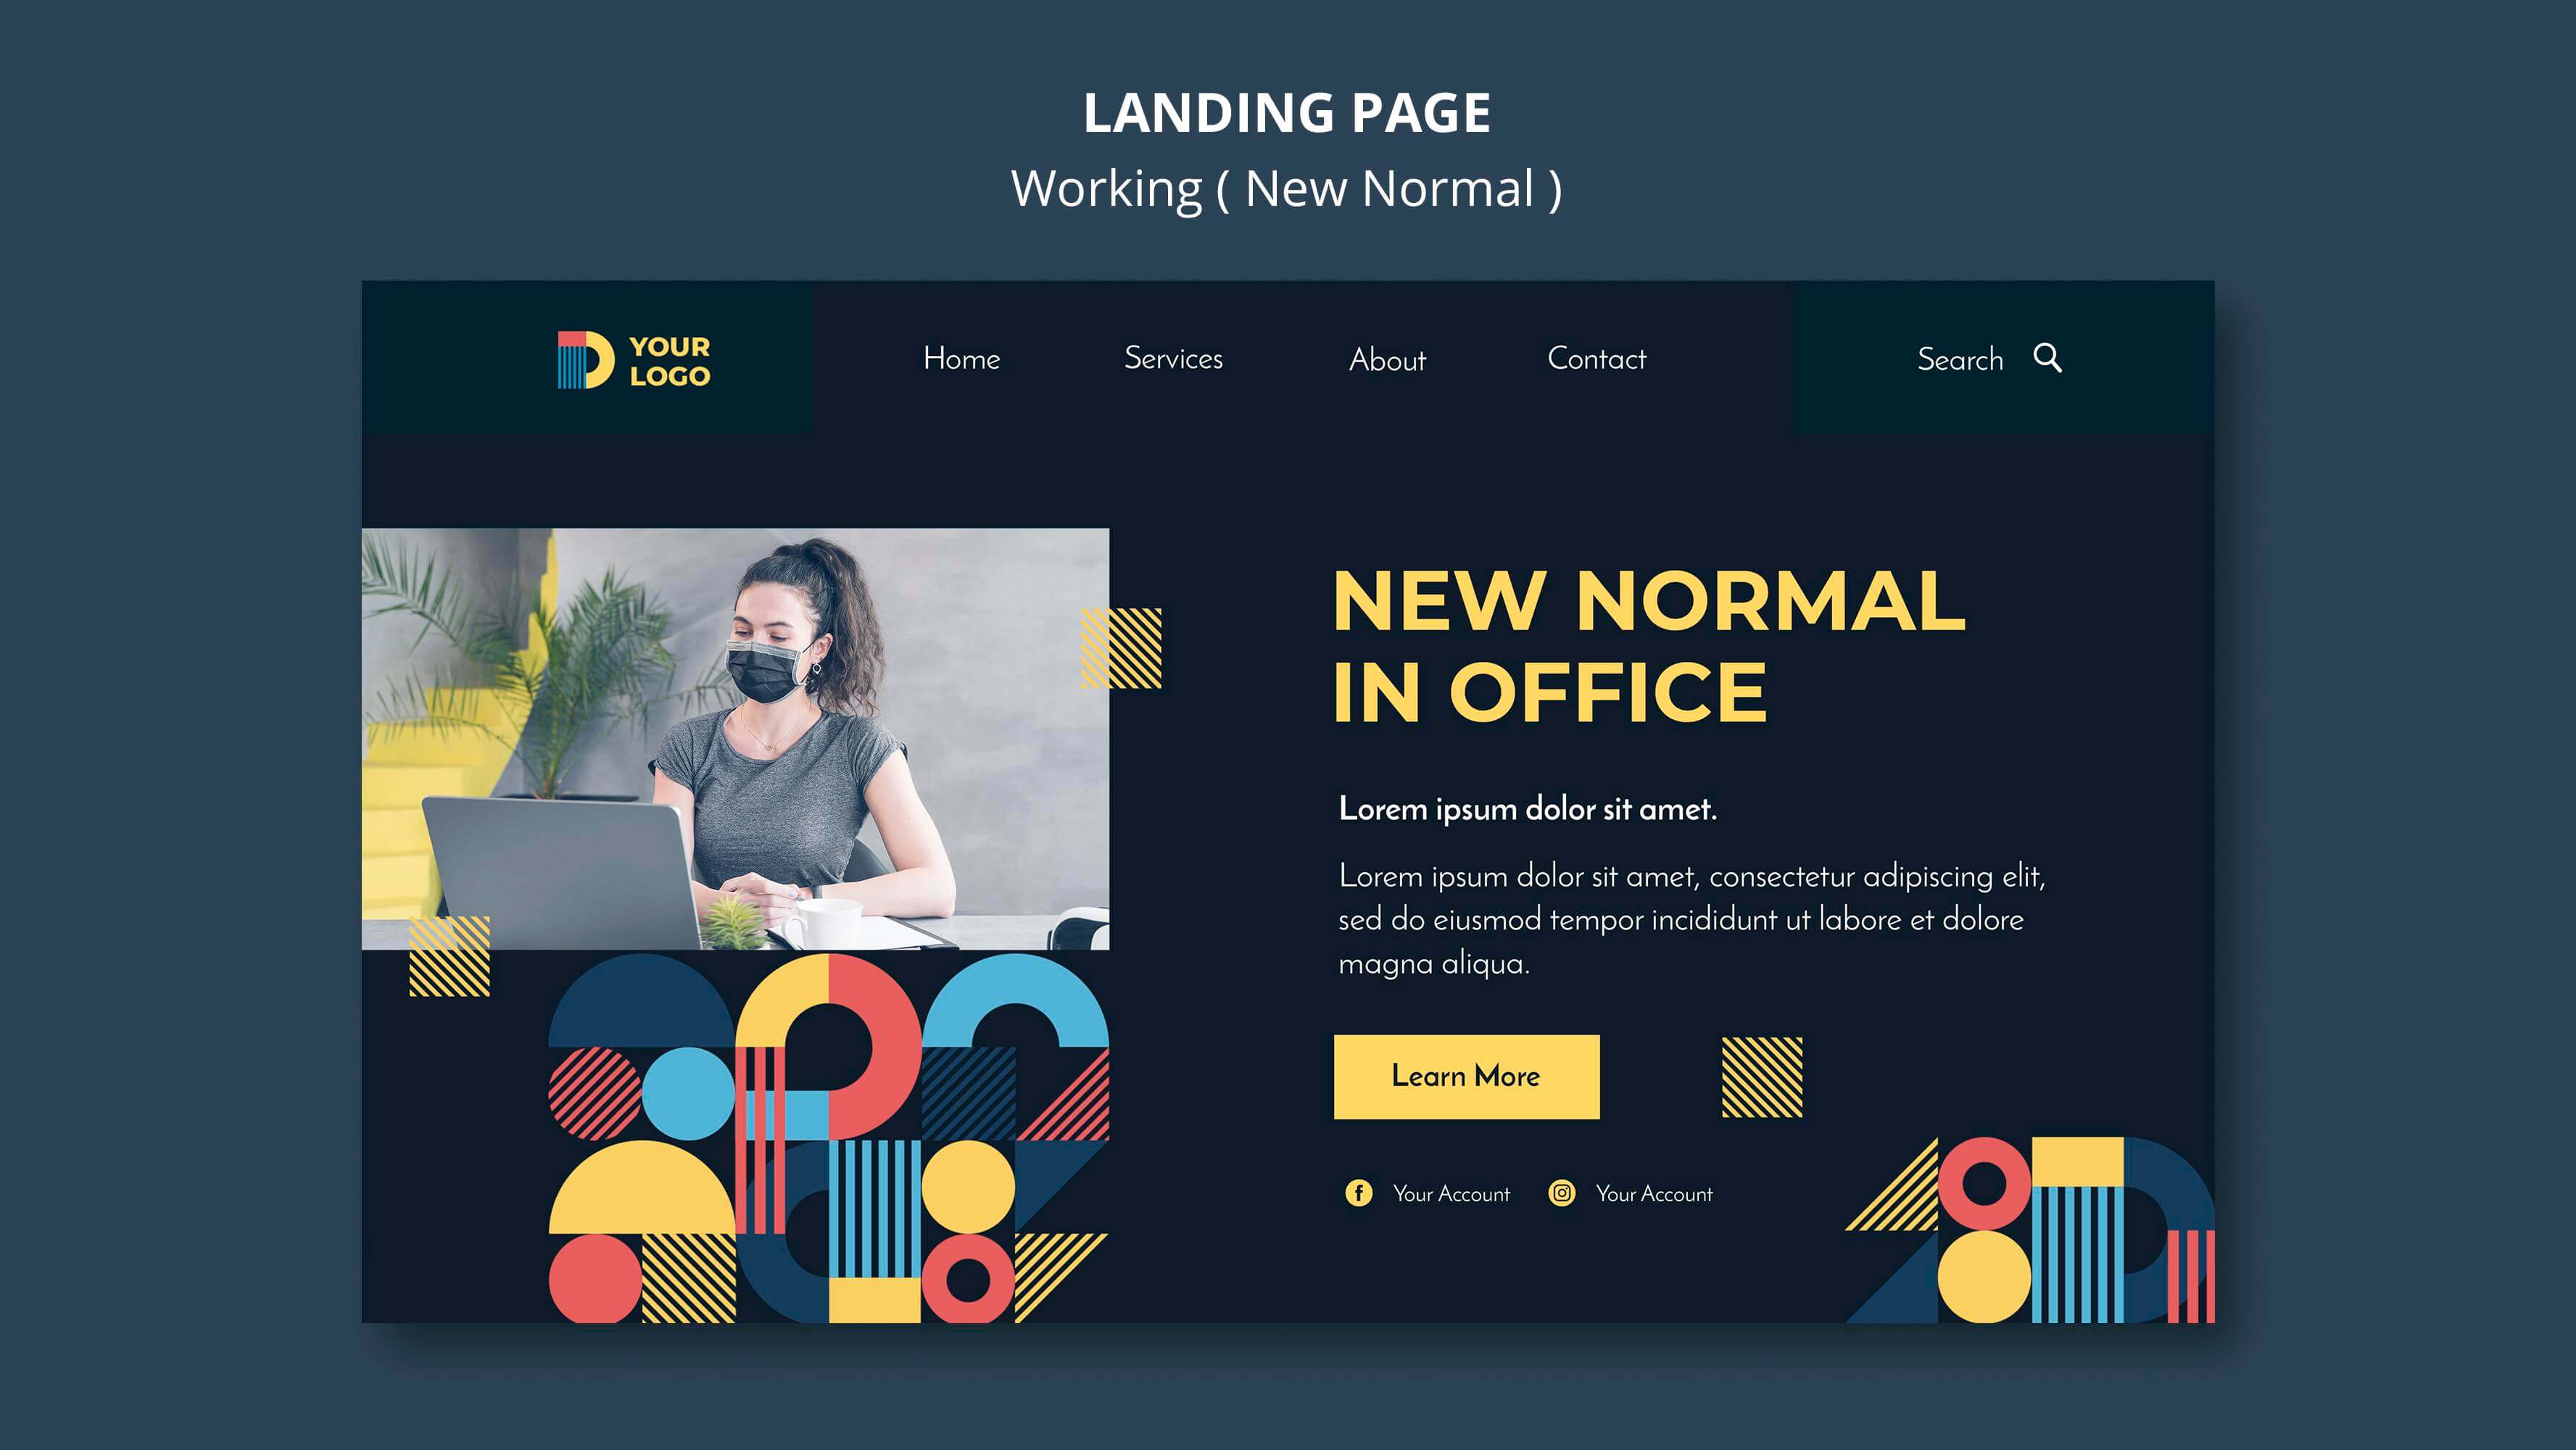 LANDING PAGE
Working ( New Normal )
YOUR
LOGO
Home
Services
About
Contact
Search
NEW NORMAL
IN OFFICE
Lorem ipsum dolor sit amet.
Lorem ipsum dolor sit amet, consectetur adipiscing elit,
sed do eiusmod tempor incididunt ut labore et dolore
magna aliqua.
Learn More
Your Account
Your Account